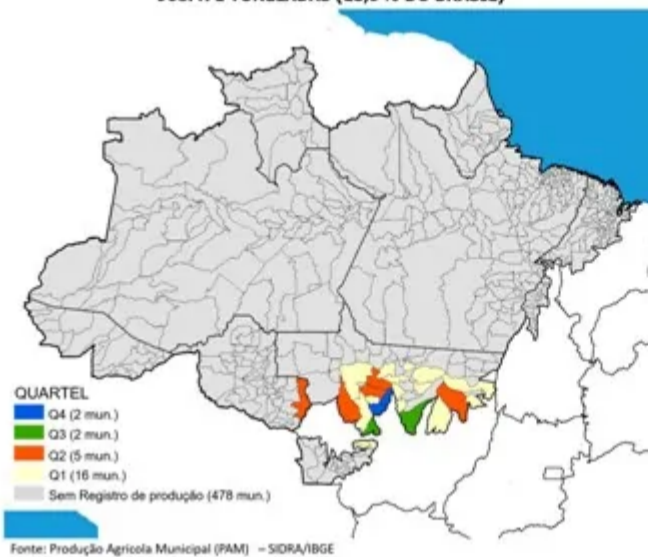 QUARTEL
Q4 (2 mun.)
Q3 (2 mun.)
Q2 (5 mun.)
Q1 (16 mun.)
Sem Registro de produção (478 mun.)
Fonte: Produção Agrícola Municipal (PAM) – SIDRA/IBGE